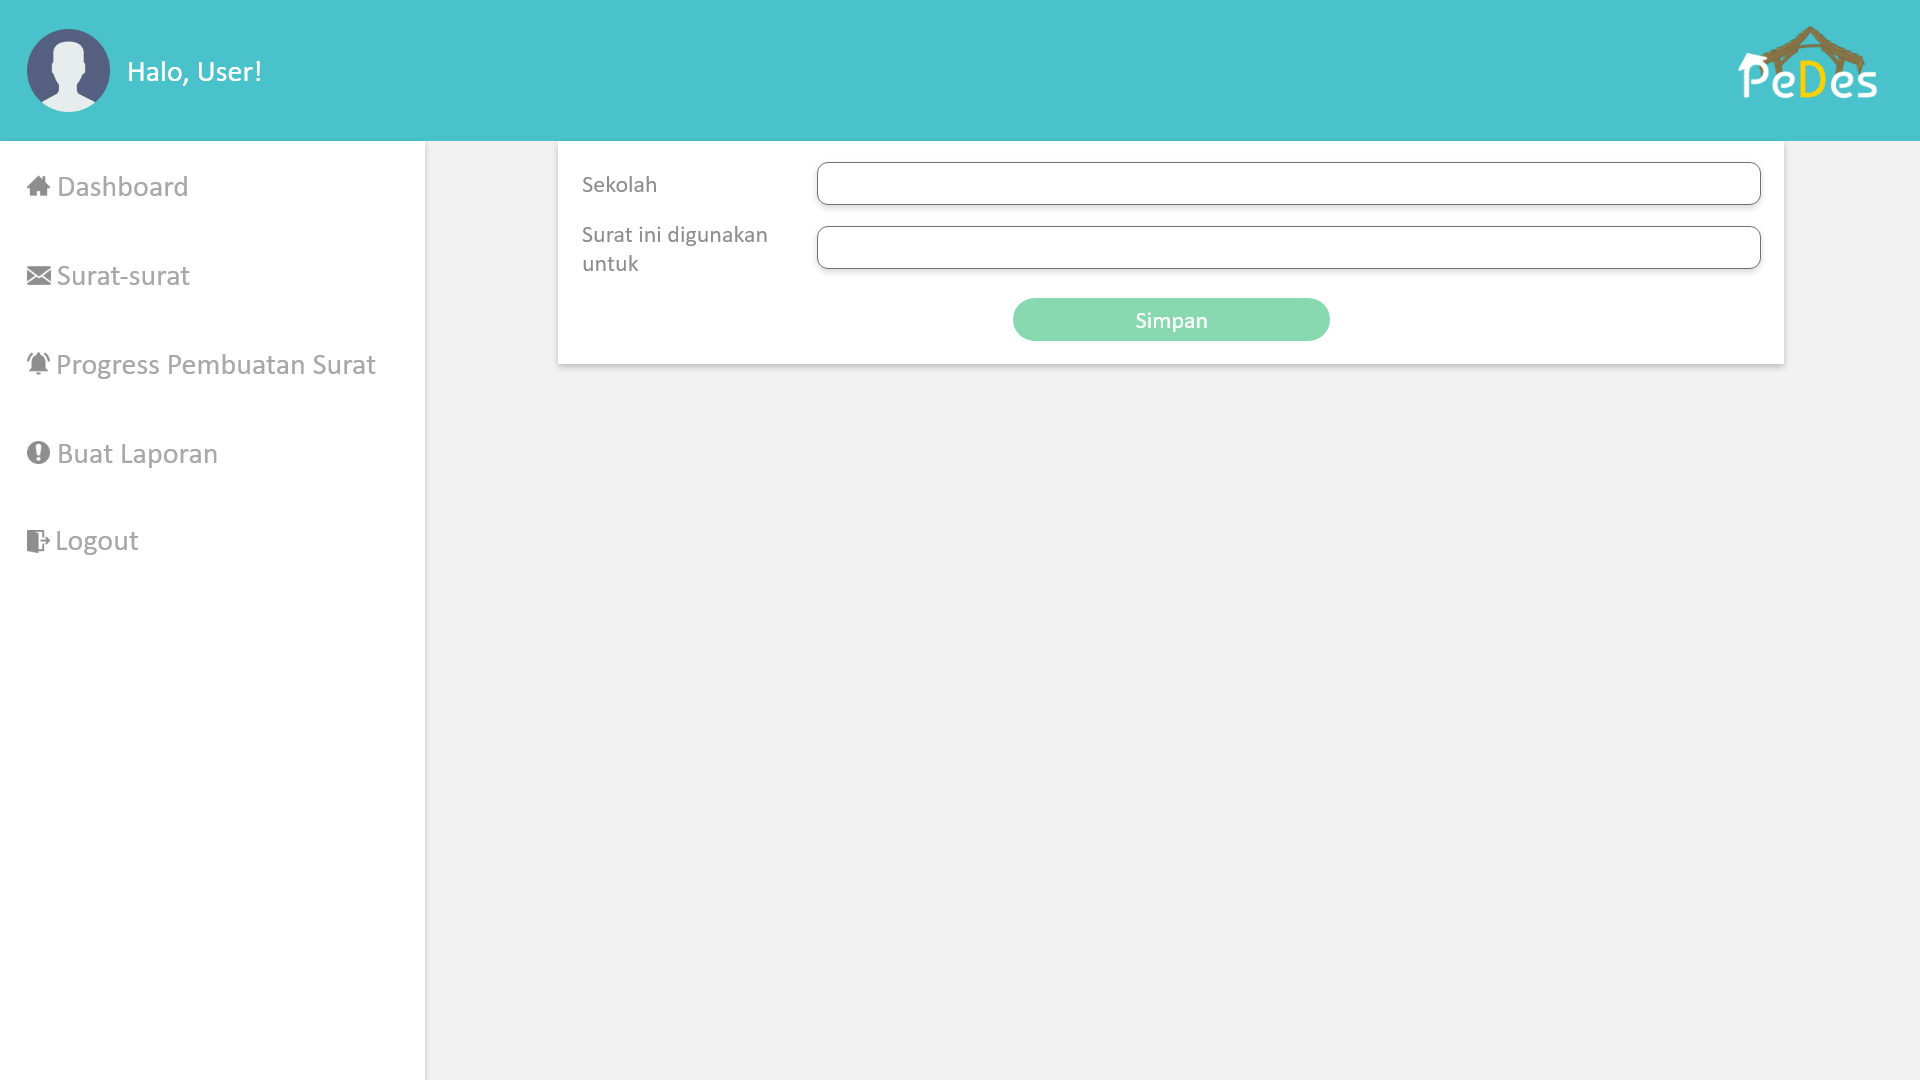 Halo, User!
PeDes
Dashboard
Surat-surat
Progress Pembuatan Surat
Buat Laporan
Logout
Sekolah
Surat ini digunakan
untuk
Simpan